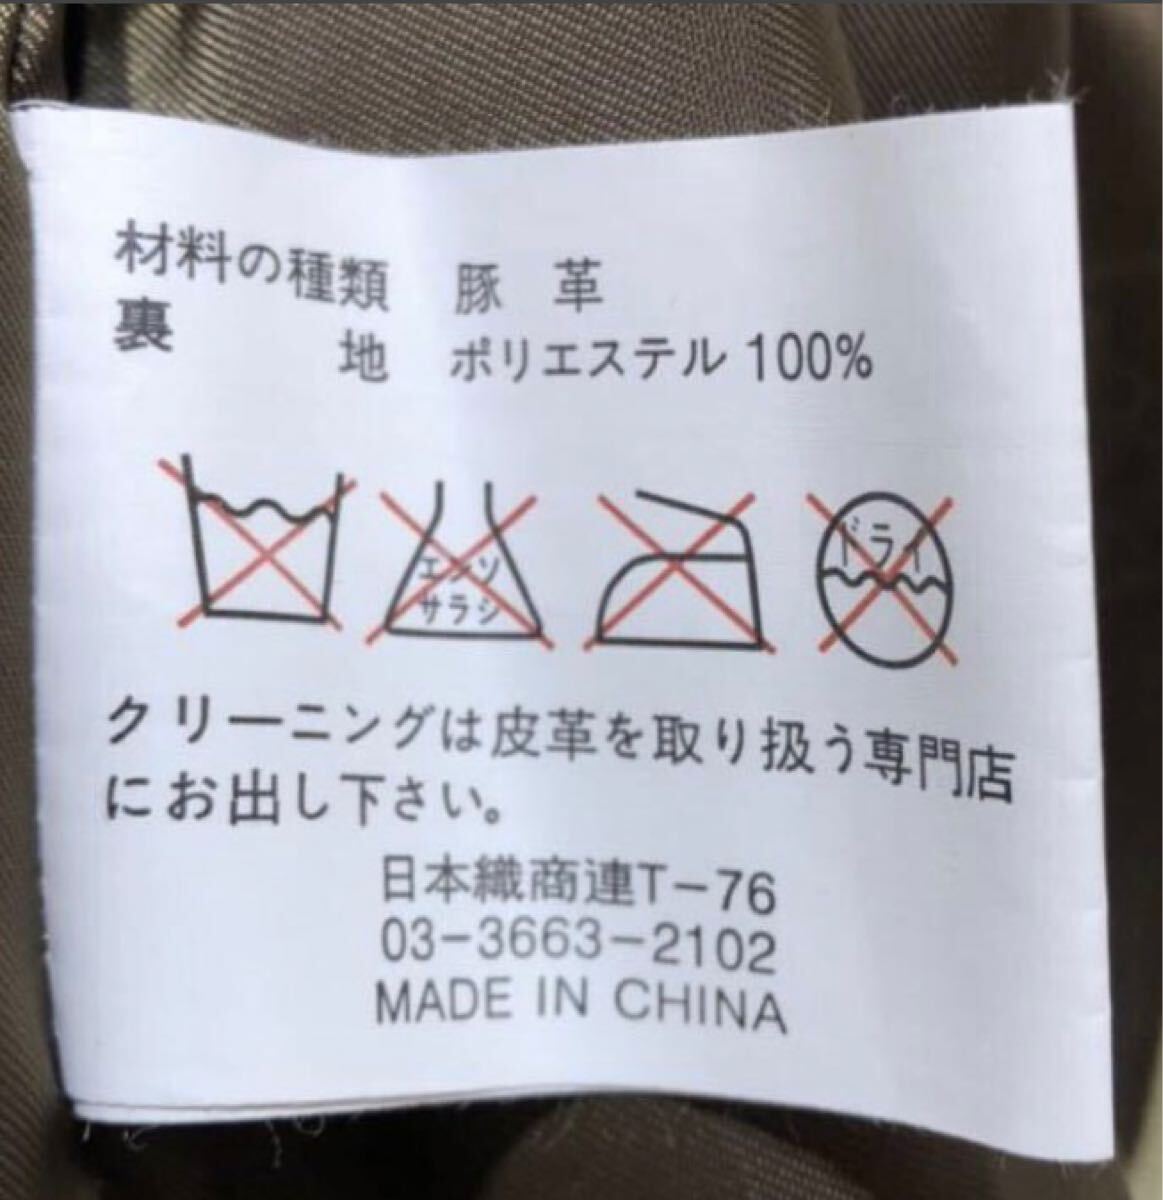 材料の種類 豚 革
裏 地 ポリエステル 100%
エンソ
サラシ
ドライ
クリーニングは皮革を取り扱う専門店
にお出し下さい。
日本織商連T-76
03-3663-2102
MADE IN CHINA